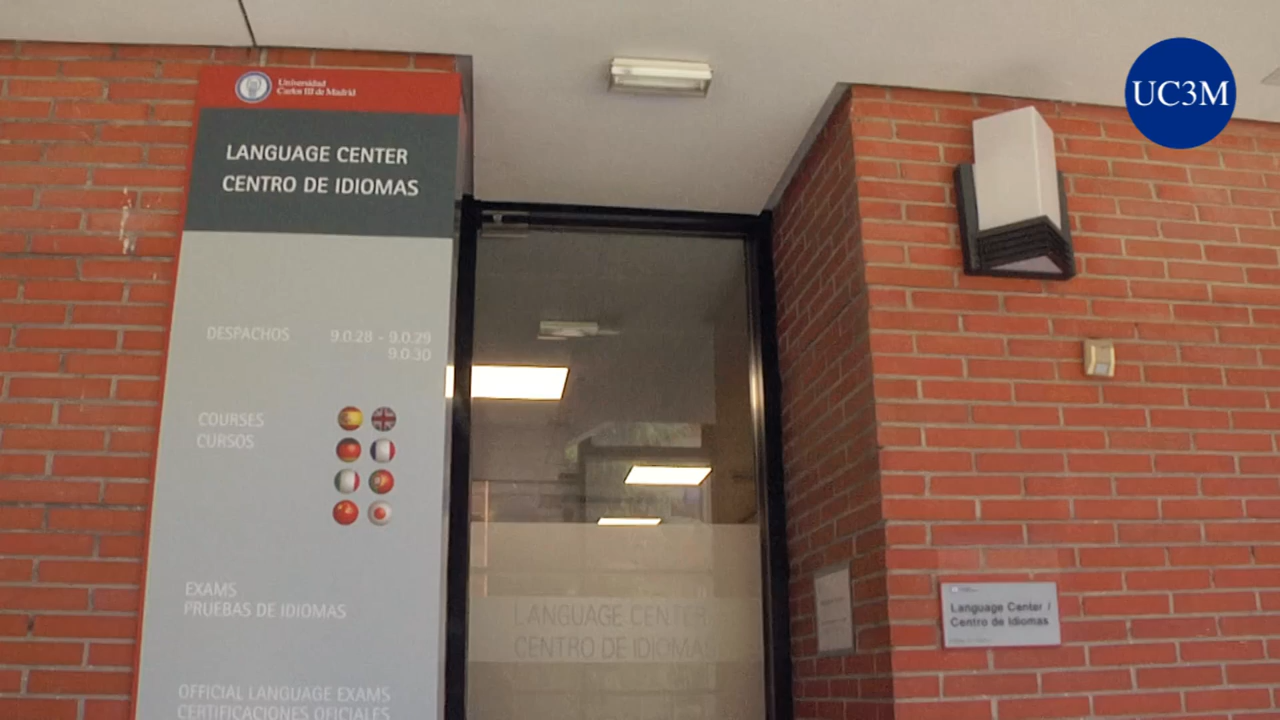 Universidad
Carlos III de Madrid
UC3M
LANGUAGE CENTER
CENTRO DE IDIOMAS
DESPACHOS 9.0.28 - 9.0.29
9.0.30
COURSES
CURSOS
EXAMS
PRUEBAS DE IDIOMAS
OFFICIAL LANGUAGE EXAMS
CERTIFICACIONES OFICIALES
LANGUAGE CENTER
CENTRO DE IDIOMAS
Language Center /
Centro de Idiomas